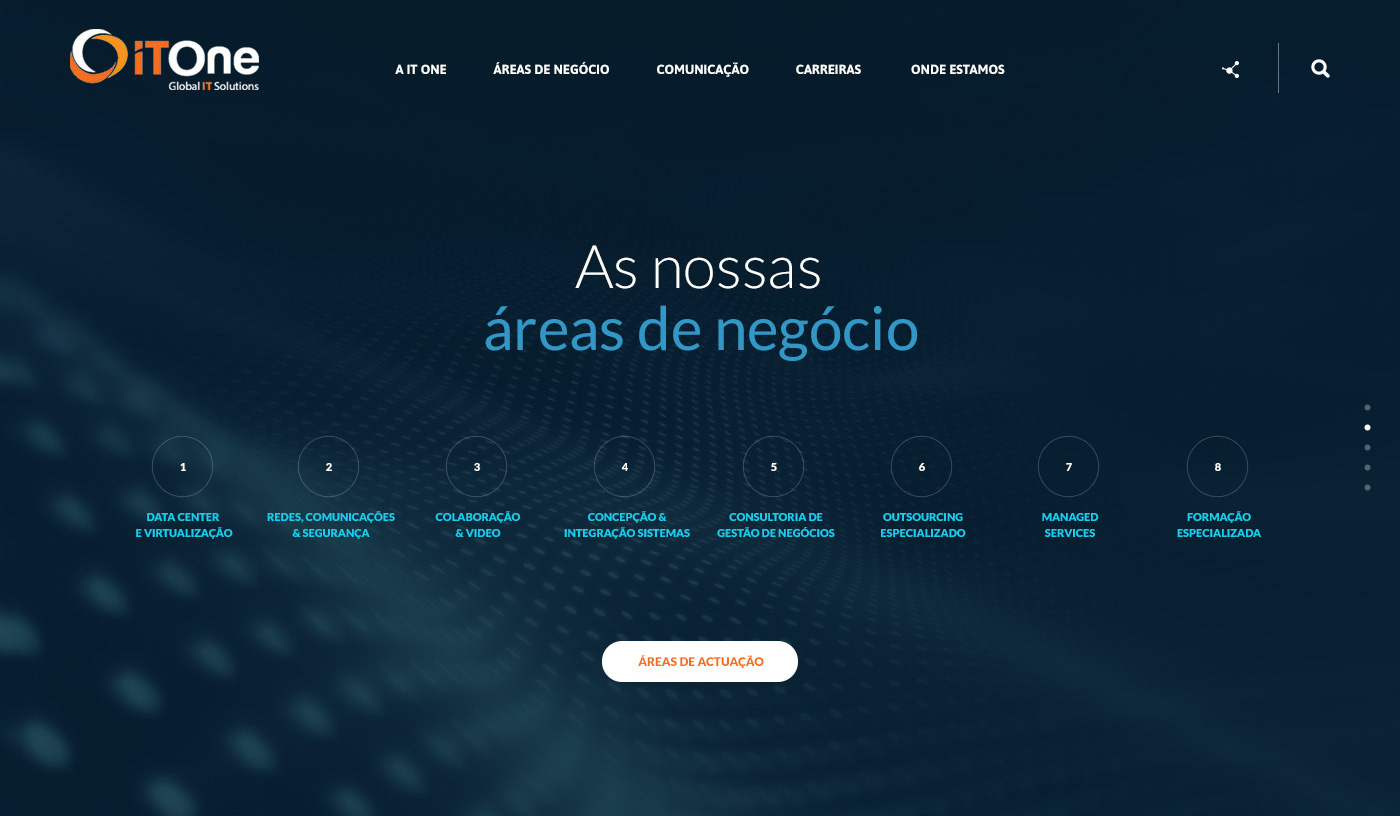 iTOne
Global IT Solutions
A IT ONE
ÁREAS DE NEGÓCIO
COMUNICAÇÃO
CARREIRAS
ONDE ESTAMOS
As nossas
áreas de negócio
1
DATA CENTER
E VIRTUALIZAÇÃO
2
REDES, COMUNICAÇÕES
& SEGURANÇA
3
COLABORAÇÃO
& VIDEO
4
CONCEPÇÃO &
INTEGRAÇÃO SISTEMAS
5
CONSULTORIA DE
GESTÃO DE NEGÓCIOS
6
OUTSOURCING
ESPECIALIZADO
7
MANAGED
SERVICES
8
FORMAÇÃO
ESPECIALIZADA
ÁREAS DE ACTUAÇÃO